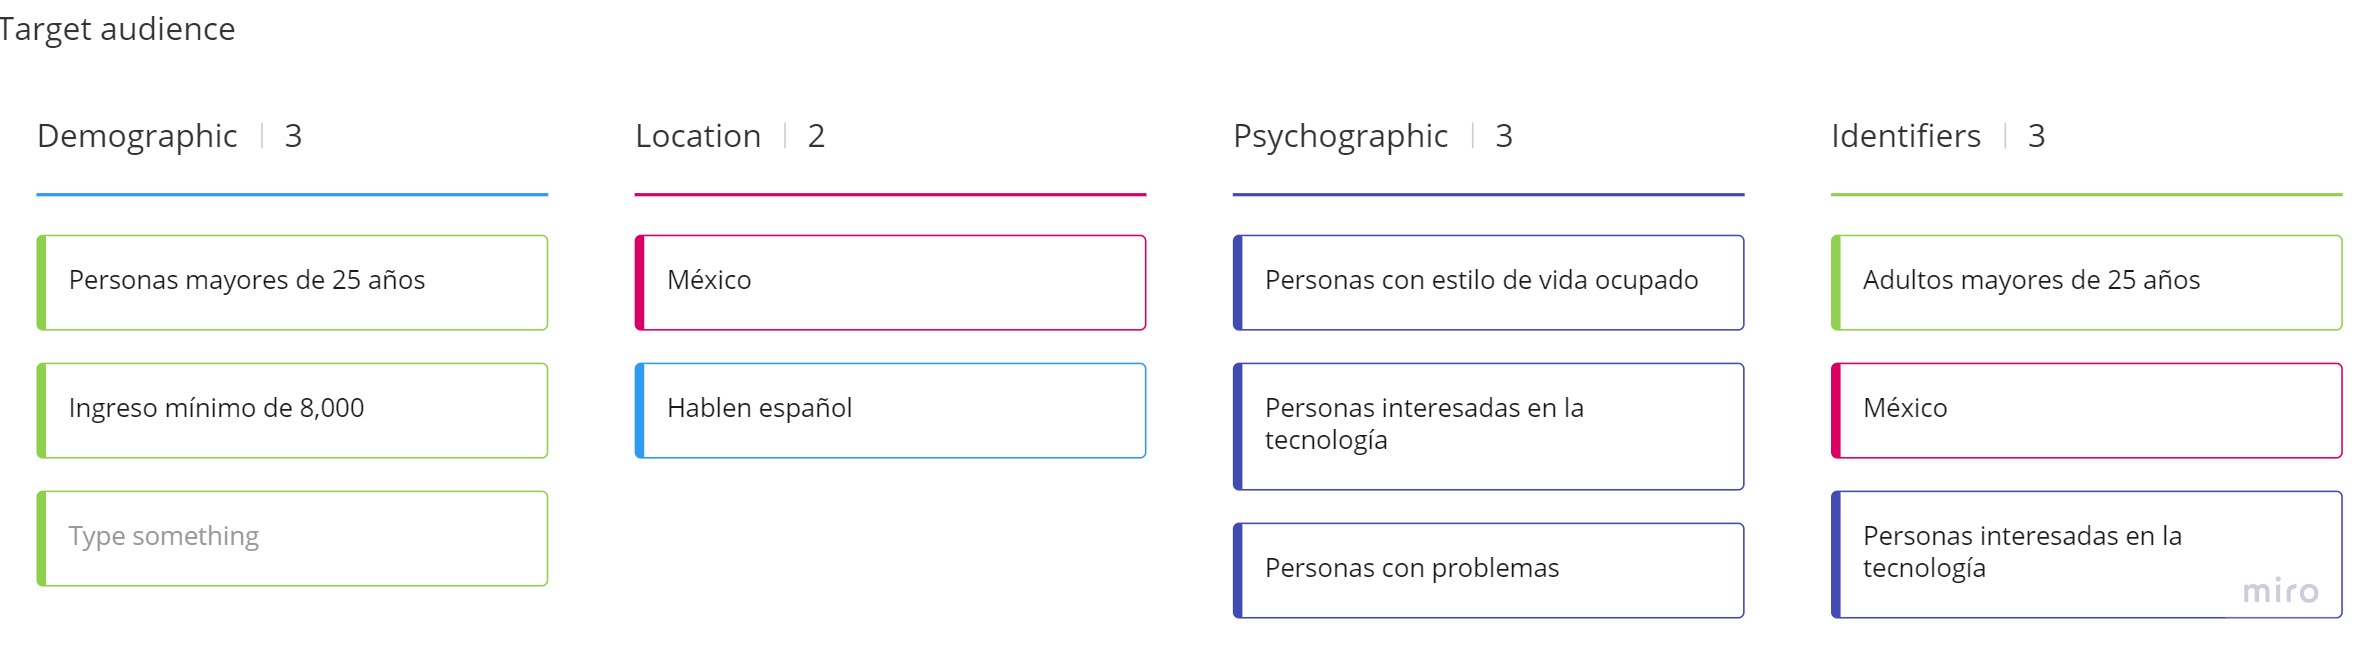 Target audience
Demographic | 3
Personas mayores de 25 años
Ingreso mínimo de 8,000
Type something
Location | 2
México
Hablen español
Psychographic | 3
Personas con estilo de vida ocupado
Personas interesadas en la
tecnología
Personas con problemas
Identifiers | 3
Adultos mayores de 25 años
México
Personas interesadas en la
tecnología
miro